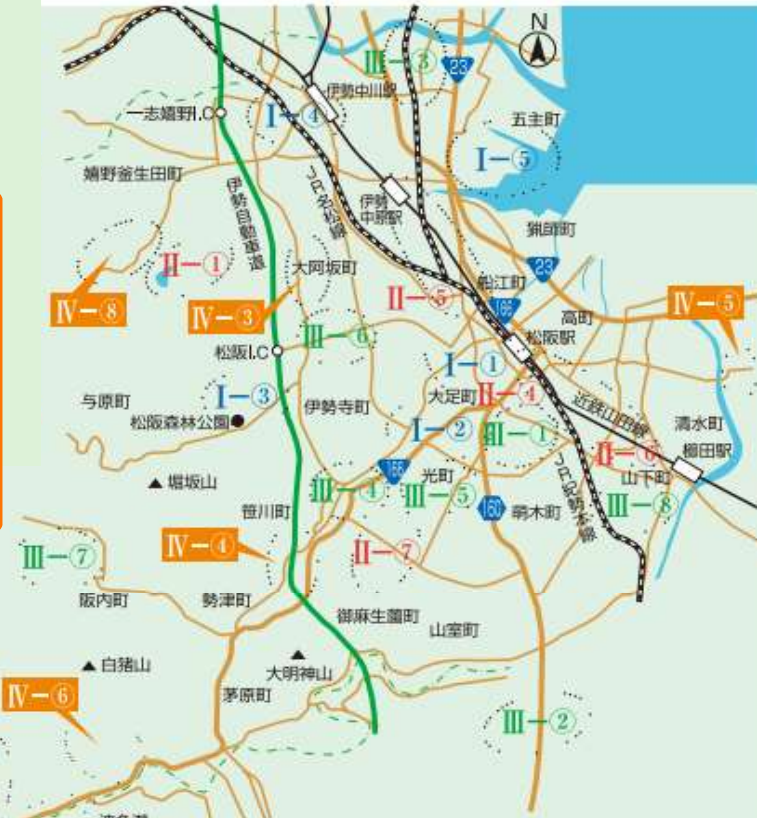 N
Ⅲ－③
23
伊勢中川駅
一志嬉野I.C
Ⅰ－④
五主町
Ⅰ－⑤
嬉野釜生田町
伊勢自動車道
JR名松線
伊勢
中原駅
猟師町
Ⅱ－①
大阿坂町
23
船江町
Ⅳ－⑧
Ⅳ－③
Ⅱ－⑤
166
高町
Ⅳ－⑤
Ⅲ－⑥
松阪駅
松阪I.C
Ⅰ－①
与原町
Ⅰ－③
伊勢寺町
大足町
Ⅱ－④
近鉄山田線
清水町
松阪森林公園
Ⅰ－②
Ⅲ－①
櫛田駅
Ⅱ－⑥
166
光町
山下町
堀坂山
Ⅲ－④
Ⅲ－⑤
JR紀勢本線
Ⅲ－⑧
笹川町
160
萌木町
Ⅳ－④
Ⅱ－⑦
Ⅲ－⑦
阪内町
勢津町
御麻生薗町
山室町
白猪山
大明神山
Ⅳ－⑥
茅原町
Ⅲ－②